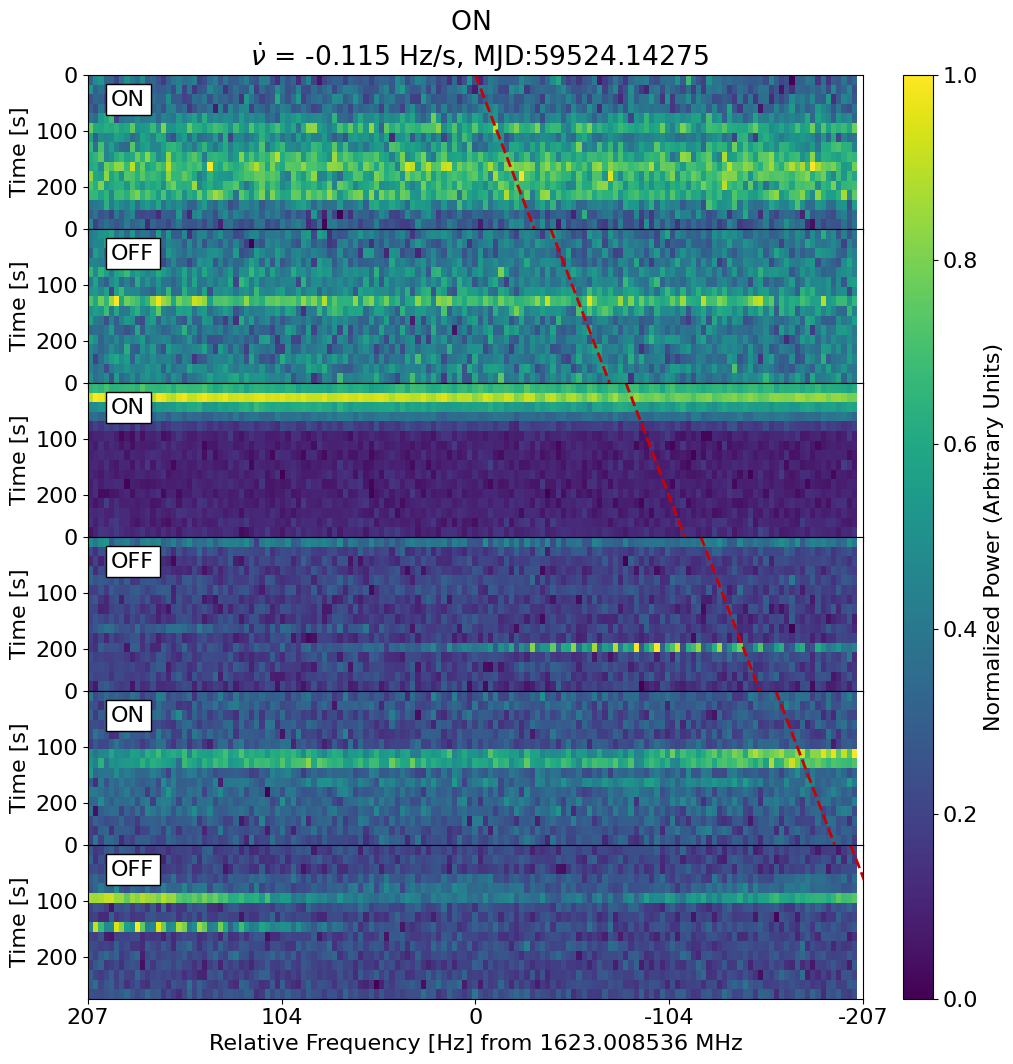 ON
ν̇ = -0.115 Hz/s, MJD:59524.14275
ON
0
100
200
Time [s]
OFF
0
100
200
Time [s]
ON
0
100
200
Time [s]
OFF
0
100
200
Time [s]
ON
0
100
200
Time [s]
OFF
0
100
200
Time [s]
207 104 0 -104 -207
Relative Frequency [Hz] from 1623.008536 MHz
1.0
0.8
0.6
0.4
0.2
0.0
Normalized Power (Arbitrary Units)